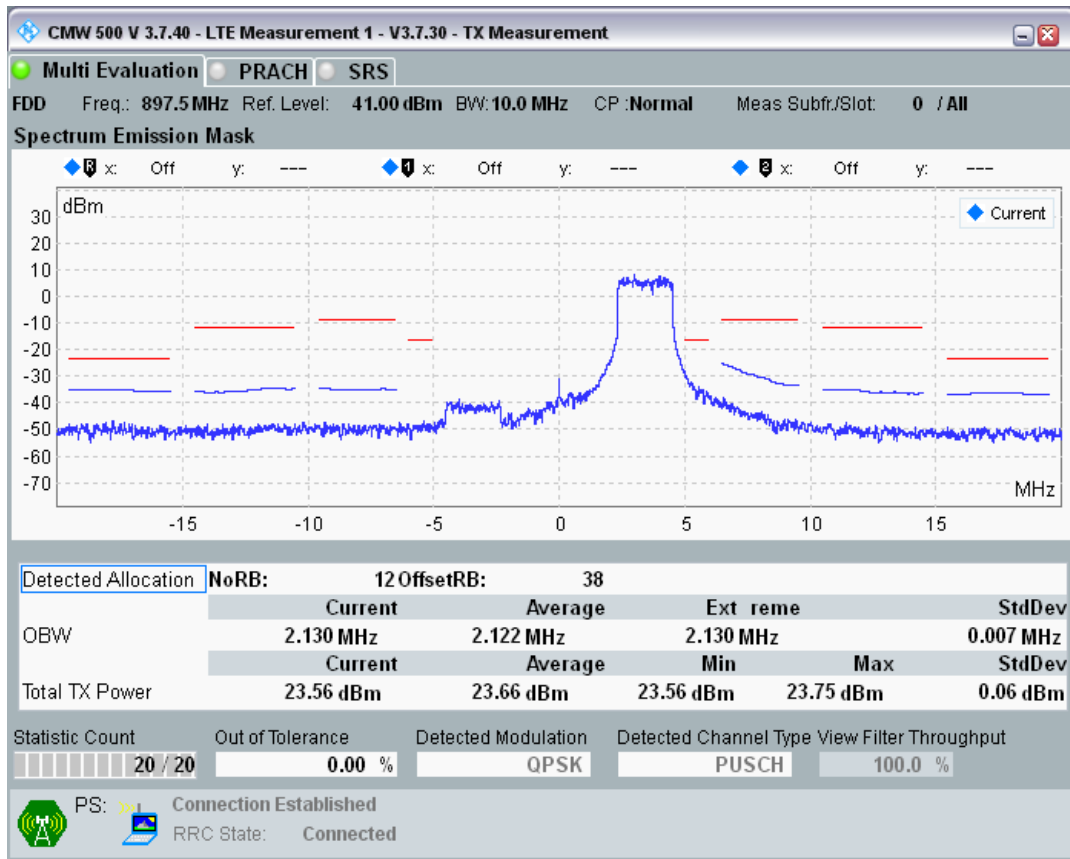 CMW 500 V 3.7.40 - LTE Measurement 1 - V3.7.30 - TX Measurement
Multi Evaluation PRACH SRS
FDD Freq.: 897.5 MHz Ref. Level: 41.00 dBm BW: 10.0 MHz CP :Normal Meas Subfr./Slot: 0 / All
Spectrum Emission Mask
R x: Off y: --- 1 x: Off y: --- 2 x: Off y: ---
dBm
Current
30
20
10
0
-10
-20
-30
-40
-50
-60
-70
MHz
-15 -10 -5 0 5 10 15
Detected Allocation NoRB: 12 OffsetRB: 38
Current Average Ext reme StdDev
OBW 2.130 MHz 2.122 MHz 2.130 MHz 0.007 MHz
Current Average Min Max StdDev
Total TX Power 23.56 dBm 23.66 dBm 23.56 dBm 23.75 dBm 0.06 dBm
Statistic Count Out of Tolerance Detected Modulation Detected Channel Type View Filter Throughput
20 / 20 0.00 % QPSK PUSCH 100.0 %
PS: Connection Established
RRC State: Connected